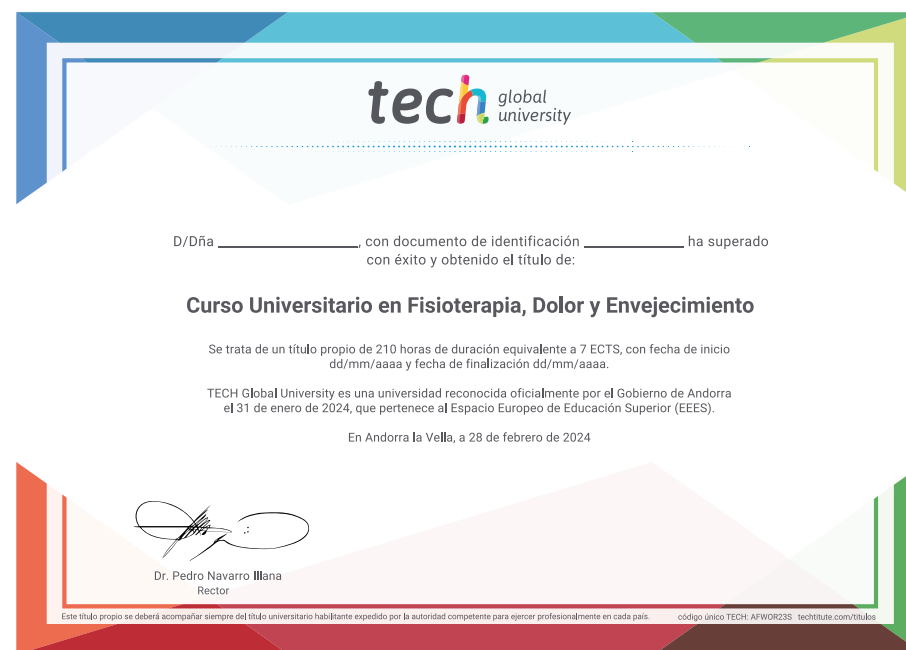 tech global university
D/Dña ____________________, con documento de identificación ______________ ha superado
con éxito y obtenido el título de:
Curso Universitario en Fisioterapia, Dolor y Envejecimiento
Se trata de un título propio de 210 horas de duración equivalente a 7 ECTS, con fecha de inicio
dd/mm/aaaa y fecha de finalización dd/mm/aaaa.
TECH Global University es una universidad reconocida oficialmente por el Gobierno de Andorra
el 31 de enero de 2024, que pertenece al Espacio Europeo de Educación Superior (EEES).
En Andorra la Vella, a 28 de febrero de 2024
Dr. Pedro Navarro Illana
Rector
Este título propio se deberá acompañar siempre del título universitario habilitante expedido por la autoridad competente para ejercer profesionalmente en cada país. código único TECH: AFWOR23S techtitute.com/titulos